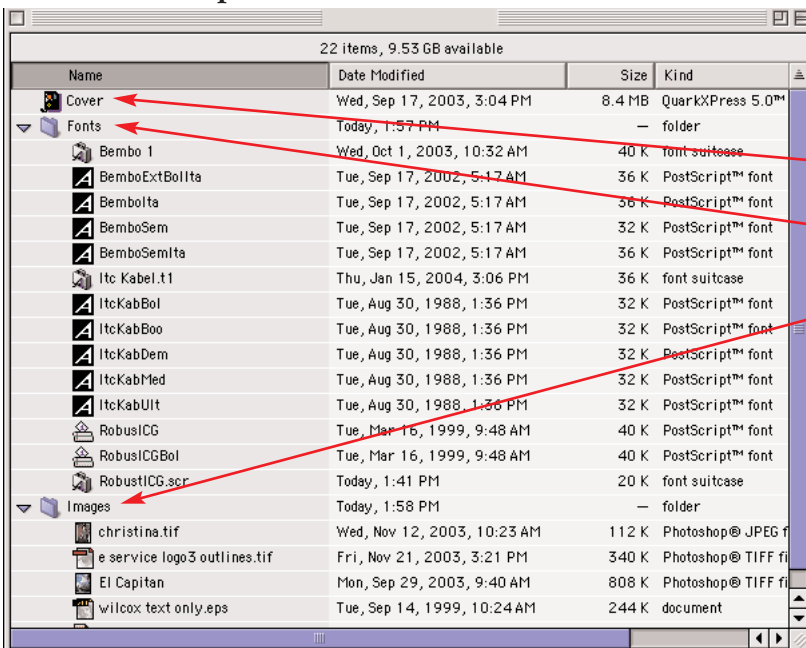 22 items, 9.53 GB available
Name Date Modified Size Kind
Cover Wed, Sep 17, 2003, 3:04 PM 8.4 MB QuarkXPress 5.0™
Fonts Today, 1:57 PM — folder
Bembo 1 Wed, Oct 1, 2003, 10:32 AM 40 K font suitcase
BemboExtBolIta Tue, Sep 17, 2002, 5:17 AM 36 K PostScript™ font
BemboIta Tue, Sep 17, 2002, 5:17 AM 36 K PostScript™ font
BemboSem Tue, Sep 17, 2002, 5:17 AM 32 K PostScript™ font
BemboSemIta Tue, Sep 17, 2002, 5:17 AM 36 K PostScript™ font
Itc Kabel.t1 Thu, Jan 15, 2004, 3:06 PM 36 K font suitcase
ItcKabBol Tue, Aug 30, 1988, 1:36 PM 32 K PostScript™ font
ItcKabBoo Tue, Aug 30, 1988, 1:36 PM 32 K PostScript™ font
ItcKabDem Tue, Aug 30, 1988, 1:36 PM 32 K PostScript™ font
ItcKabMed Tue, Aug 30, 1988, 1:36 PM 32 K PostScript™ font
ItcKabUlt Tue, Aug 30, 1988, 1:36 PM 32 K PostScript™ font
RobusICG Tue, Mar 16, 1999, 9:48 AM 40 K PostScript™ font
RobusICGBol Tue, Mar 16, 1999, 9:48 AM 40 K PostScript™ font
RobustICG.scr Today, 1:41 PM 20 K font suitcase
Images Today, 1:58 PM — folder
christina.tif Wed, Nov 12, 2003, 10:23 AM 112 K Photoshop® JPEG f
e service logo3 outlines.tif Fri, Nov 21, 2003, 3:21 PM 340 K Photoshop® TIFF fi
El Capitan Mon, Sep 29, 2003, 9:40 AM 808 K Photoshop® TIFF fi
wilcox text only.eps Tue, Sep 14, 1999, 10:24 AM 244 K document